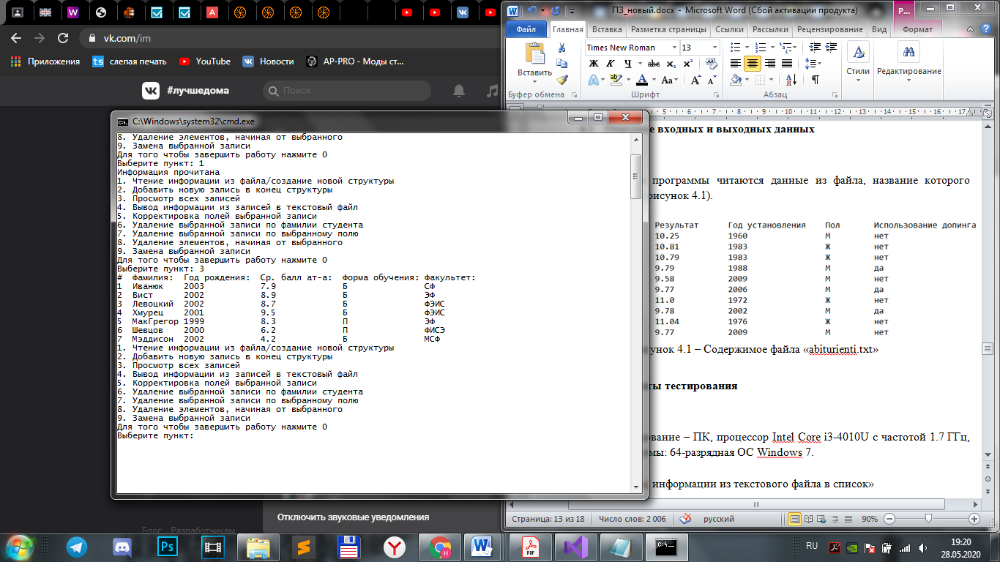 vk.com/im
Приложения
ts слепая печать
YouTube
Новости
AP-PRO - Моды ст...
#лучшедома
Поиск
C:\Windows\system32\cmd.exe
8. Удаление элементов, начиная от выбранного
9. Замена выбранной записи
Для того чтобы завершить работу нажмите 0
Выберите пункт: 1
Информация прочитана
1. Чтение информации из файла/создание новой структуры
2. Добавить новую запись в конец структуры
3. Просмотр всех записей
4. Вывод информации из записей в текстовый файл
5. Корректировка полей выбранной записи
6. Удаление выбранной записи по фамилии студента
7. Удаление выбранной записи по выбранному полю
8. Удаление элементов, начиная от выбранного
9. Замена выбранной записи
Для того чтобы завершить работу нажмите 0
Выберите пункт: 3
# Фамилия: Год рождения: Ср. балл ат-а: Форма обучения: Факультет:
1 Иванюк 2003 7.9 Б СФ
2 Вист 2002 8.9 Б ЭФ
3 Левоцкий 2002 8.7 Б ФЭИС
4 Хмурец 2001 9.5 Б ФЭИС
5 МакГрегор 1999 8.3 П ЭФ
6 Шевцов 2000 6.2 П ФИСЭ
7 Мэддисон 2002 4.2 Б МСФ
1. Чтение информации из файла/создание новой структуры
2. Добавить новую запись в конец структуры
3. Просмотр всех записей
4. Вывод информации из записей в текстовый файл
5. Корректировка полей выбранной записи
6. Удаление выбранной записи по фамилии студента
7. Удаление выбранной записи по выбранному полю
8. Удаление элементов, начиная от выбранного
9. Замена выбранной записи
Для того чтобы завершить работу нажмите 0
Выберите пункт:
Отключить звуковые уведомления
Блог Разработчикам
ПЗ_новый.docx - Microsoft Word (Сбой активации продукта)
Р...
Файл Главная Вставка Разметка страницы Ссылки Рассылки Рецензирование Вид Формат
Times New Roman 13
Вставить
Стили
Редактирование
Буфер обмена Шрифт Абзац
5 6 7 8 9 10 11 12 13 14 15 16 17
е входных и выходных данных
программы читаются данные из файла, название которого
рисунок 4.1).
Результат Год установления Пол Использование допинга
10.25 1960 М нет
10.81 1983 Ж нет
10.79 1983 Ж нет
9.79 1988 М да
9.58 2009 М нет
9.77 2006 М да
11.0 1972 Ж нет
9.78 2002 М да
11.04 1976 Ж нет
9.77 2009 М нет
унок 4.1 – Содержимое файла «abiturienti.txt»
ты тестирования
ование – ПК, процессор Intel Core i3-4010U с частотой 1.7 ГГц,
мы: 64-разрядная ОС Windows 7.
информации из текстового файла в список»
Страница: 13 из 18 Число слов: 2 006 русский 90%
RU
19:20
28.05.2020